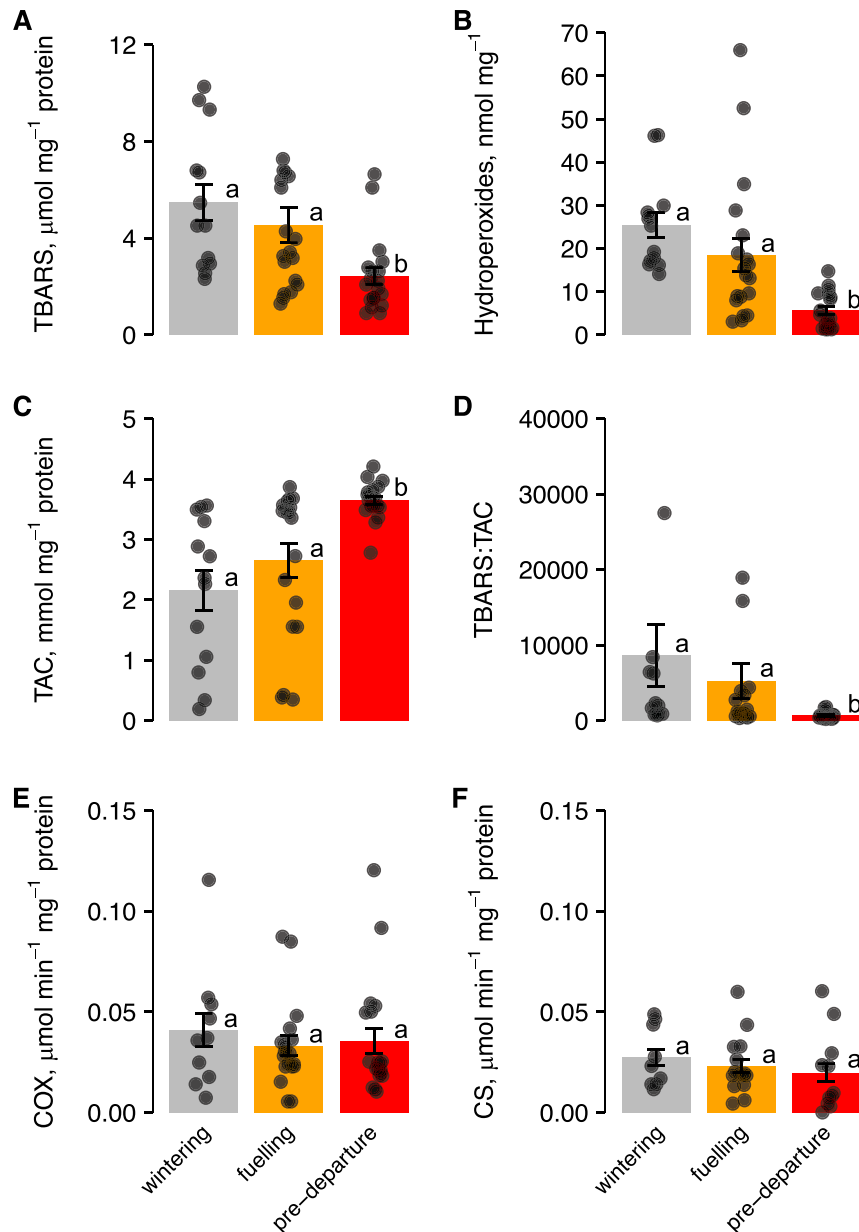 A
TBARS, μmol mg⁻¹ protein
12
8
4
0
a
a
b
B
Hydroperoxides, nmol mg⁻¹
70
60
50
40
30
20
10
0
a
a
b
C
TAC, mmol mg⁻¹ protein
5
4
3
2
1
0
a
a
b
D
TBARS:TAC
40000
30000
20000
10000
0
a
a
b
E
COX, μmol min⁻¹ mg⁻¹ protein
0.15
0.10
0.05
0.00
a
a
a
wintering
fuelling
pre−departure
F
CS, μmol min⁻¹ mg⁻¹ protein
0.15
0.10
0.05
0.00
a
a
a
wintering
fuelling
pre−departure